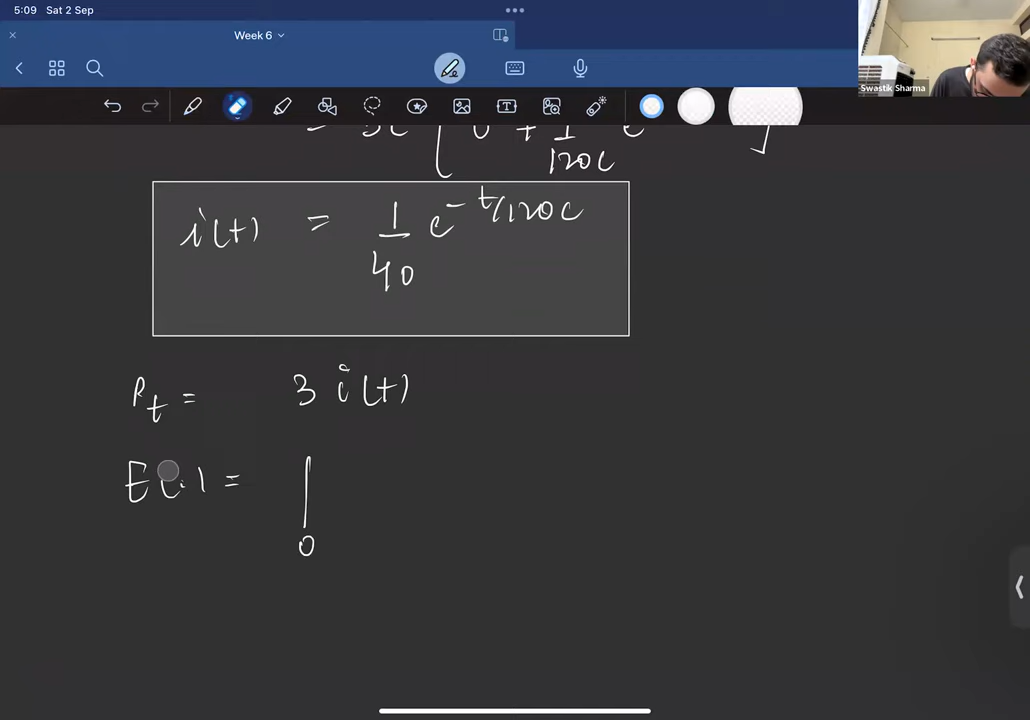 5:09 Sat 2 Sep
Week 6
Swastik Sharma
120C
i(t) = 1/40 e^-t/120C
P_t = 3 i(t)
E(.) = ∫ 0